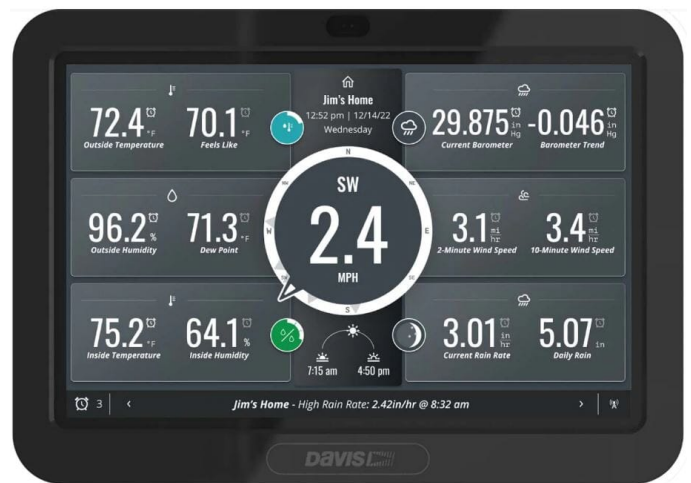 Jim's Home
12:52 pm | 12/14/22
Wednesday
72.4 °F
Outside Temperature
70.1 °F
Feels Like
29.875 in Hg
Current Barometer
-0.046 in Hg
Barometer Trend
96.2 %
Outside Humidity
71.3 °F
Dew Point
N
NW
NE
W
E
SW
SE
S
SW
2.4
MPH
3.1 mi hr
2-Minute Wind Speed
3.4 mi hr
10-Minute Wind Speed
75.2 °F
Inside Temperature
64.1 %
Inside Humidity
7:15 am
4:50 pm
3.01 in hr
Current Rain Rate
5.07 in
Daily Rain
3 ‹ Jim's Home - High Rain Rate: 2.42in/hr @ 8:32 am ›
DAVIS